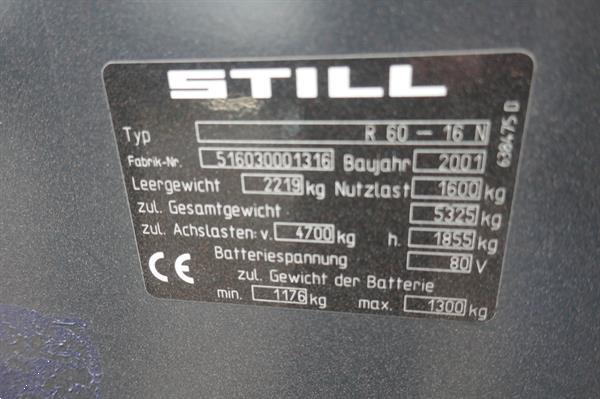 STILL
Typ R 60 - 16 N
Fabrik-Nr. 516030001316 Baujahr 2001
Leergewicht 2219 kg Nutzlast 1600 kg
zul. Gesamtgewicht 5325 kg
zul. Achslasten: v. 4700 kg h. 1855 kg
Batteriespannung 80 V
CE
zul. Gewicht der Batterie
min. 1176 kg max. 1300 kg
638475 D